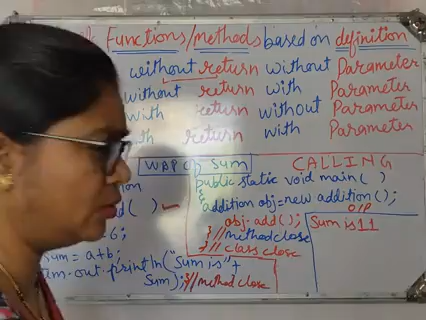 Functions/methods based on definition
without return without Parameter
without return with Parameter
with return without Parameter
with return with Parameter
WAP of Sum
CALLING
public static void main( )
{
addition obj=new addition();
obj.add();
} // method close
} // class close
( )
6;
sum = a+b;
.out.println("Sum is"+
Sum); } // method close
O/P
Sum is 11